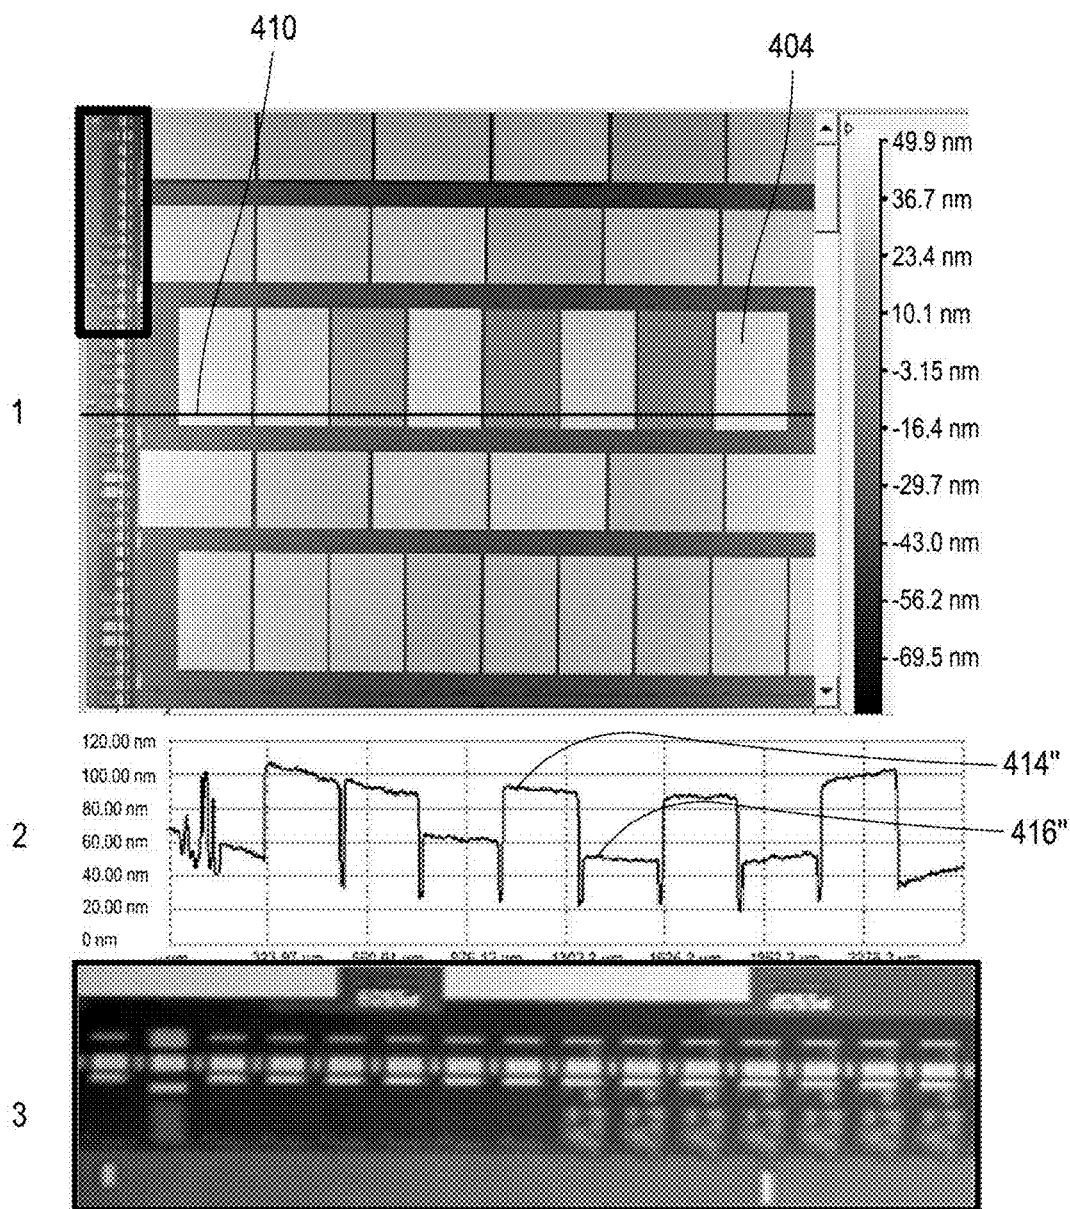 410
404
49.9 nm
36.7 nm
23.4 nm
10.1 nm
-3.15 nm
-16.4 nm
-29.7 nm
-43.0 nm
-56.2 nm
-69.5 nm
1
120.00 nm
100.00 nm
80.00 nm
60.00 nm
40.00 nm
20.00 nm
0 nm
414"
416"
2
3